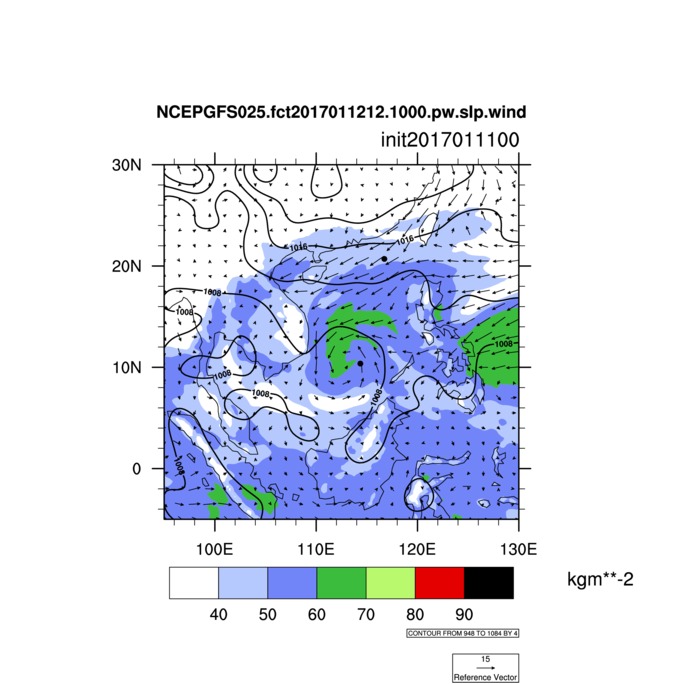 NCEPGFS025.fct2017011212.1000.pw.slp.wind
init2017011100
30N
1016
1016
20N
1008
1008
1008
10N
1008
1008
1008
0
1008
100E
110E
120E
130E
kgm**-2
40
50
60
70
80
90
CONTOUR FROM 948 TO 1084 BY 4
15
Reference Vector